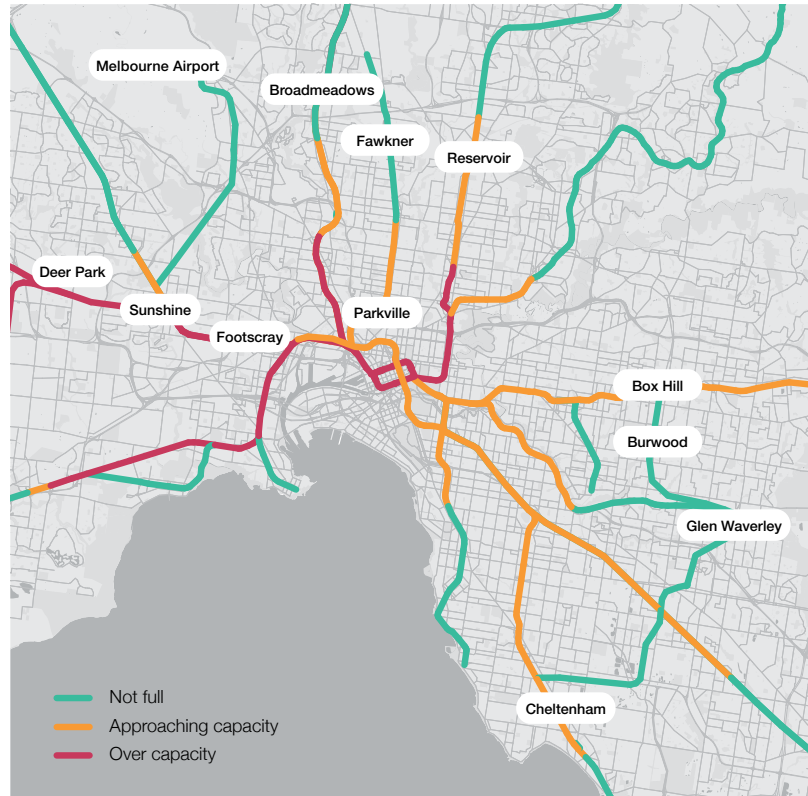 Melbourne Airport
Broadmeadows
Fawkner
Reservoir
Deer Park
Sunshine
Footscray
Parkville
Box Hill
Burwood
Glen Waverley
Cheltenham
Not full
Approaching capacity
Over capacity